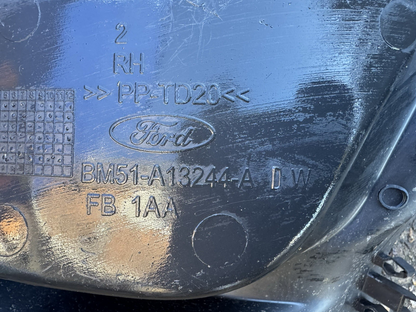 2
RH
>> PP-TD20<<
Ford
BM51-A13244-A DW
FB 1AA